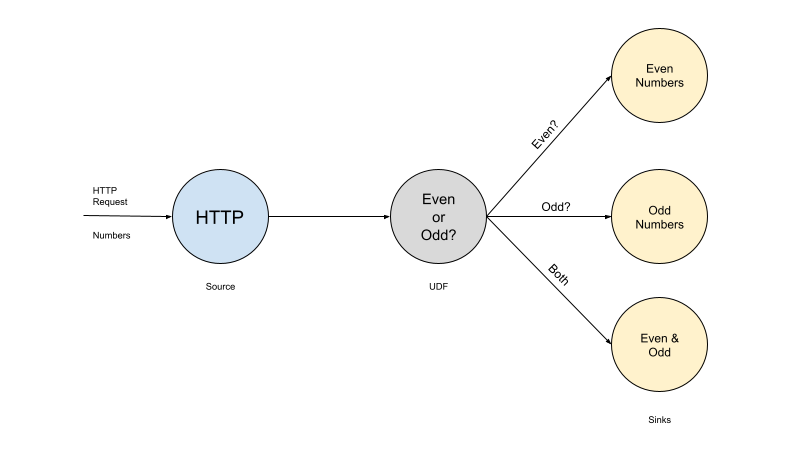 HTTP
Request
Numbers
HTTP
Source
Even
or
Odd?
UDF
Even?
Odd?
Both
Even
Numbers
Odd
Numbers
Even &
Odd
Sinks